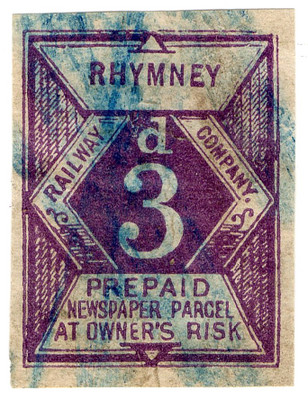 RHYMNEY
RAILWAY COMPANY.
d
3
PREPAID
NEWSPAPER PARCEL
AT OWNER'S RISK